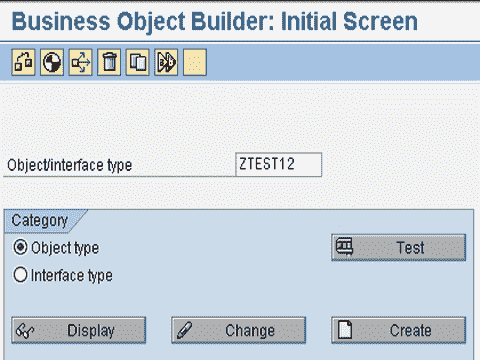 Business Object Builder: Initial Screen
Object/interface type ZTEST12
Category
Object type
Test
Interface type
Display Change Create